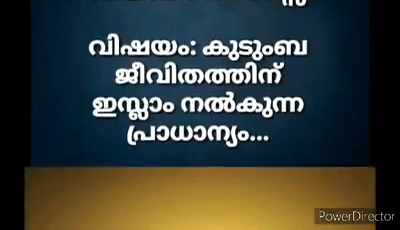 വിഷയം: കുടുംബ
ജീവിതത്തിന്
ഇസ്ലാം നൽകുന്ന
പ്രാധാന്യം...
PowerDirector